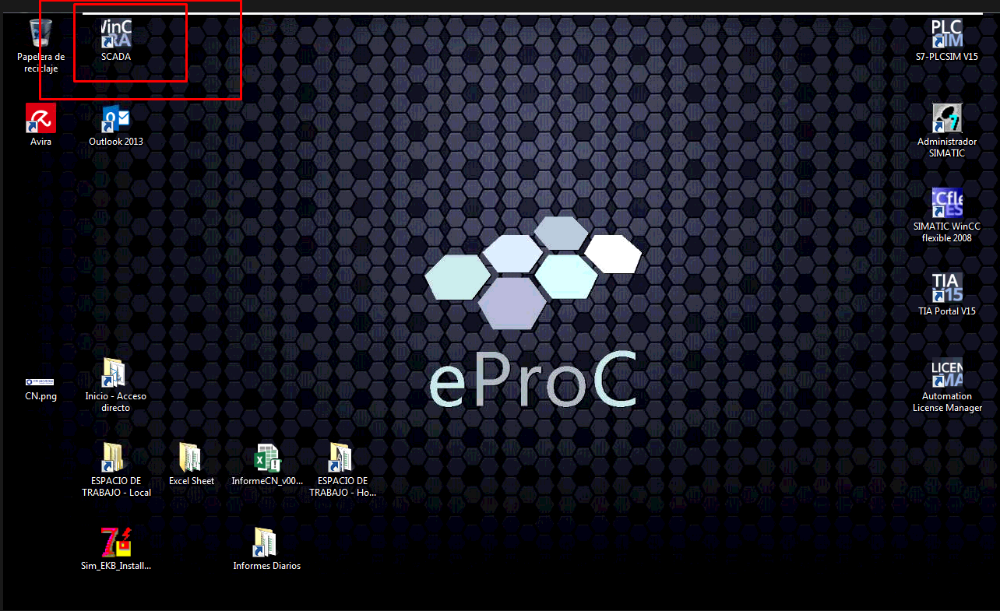 WinC
RA
SCADA
Papelera de
reciclaje
PLC
IM
S7-PLCSIM V15
Avira
Outlook 2013
Administrador
SIMATIC
CCfle
ES
SIMATIC WinCC
flexible 2008
TIA
15
TIA Portal V15
eProC
CN.png
Inicio - Acceso
directo
LICEN
MA
Automation
License Manager
ESPACIO DE
TRABAJO - Local
Excel Sheet
InformeCN_v00...
ESPACIO DE
TRABAJO - Ho...
Sim_EKB_Install...
Informes Diarios